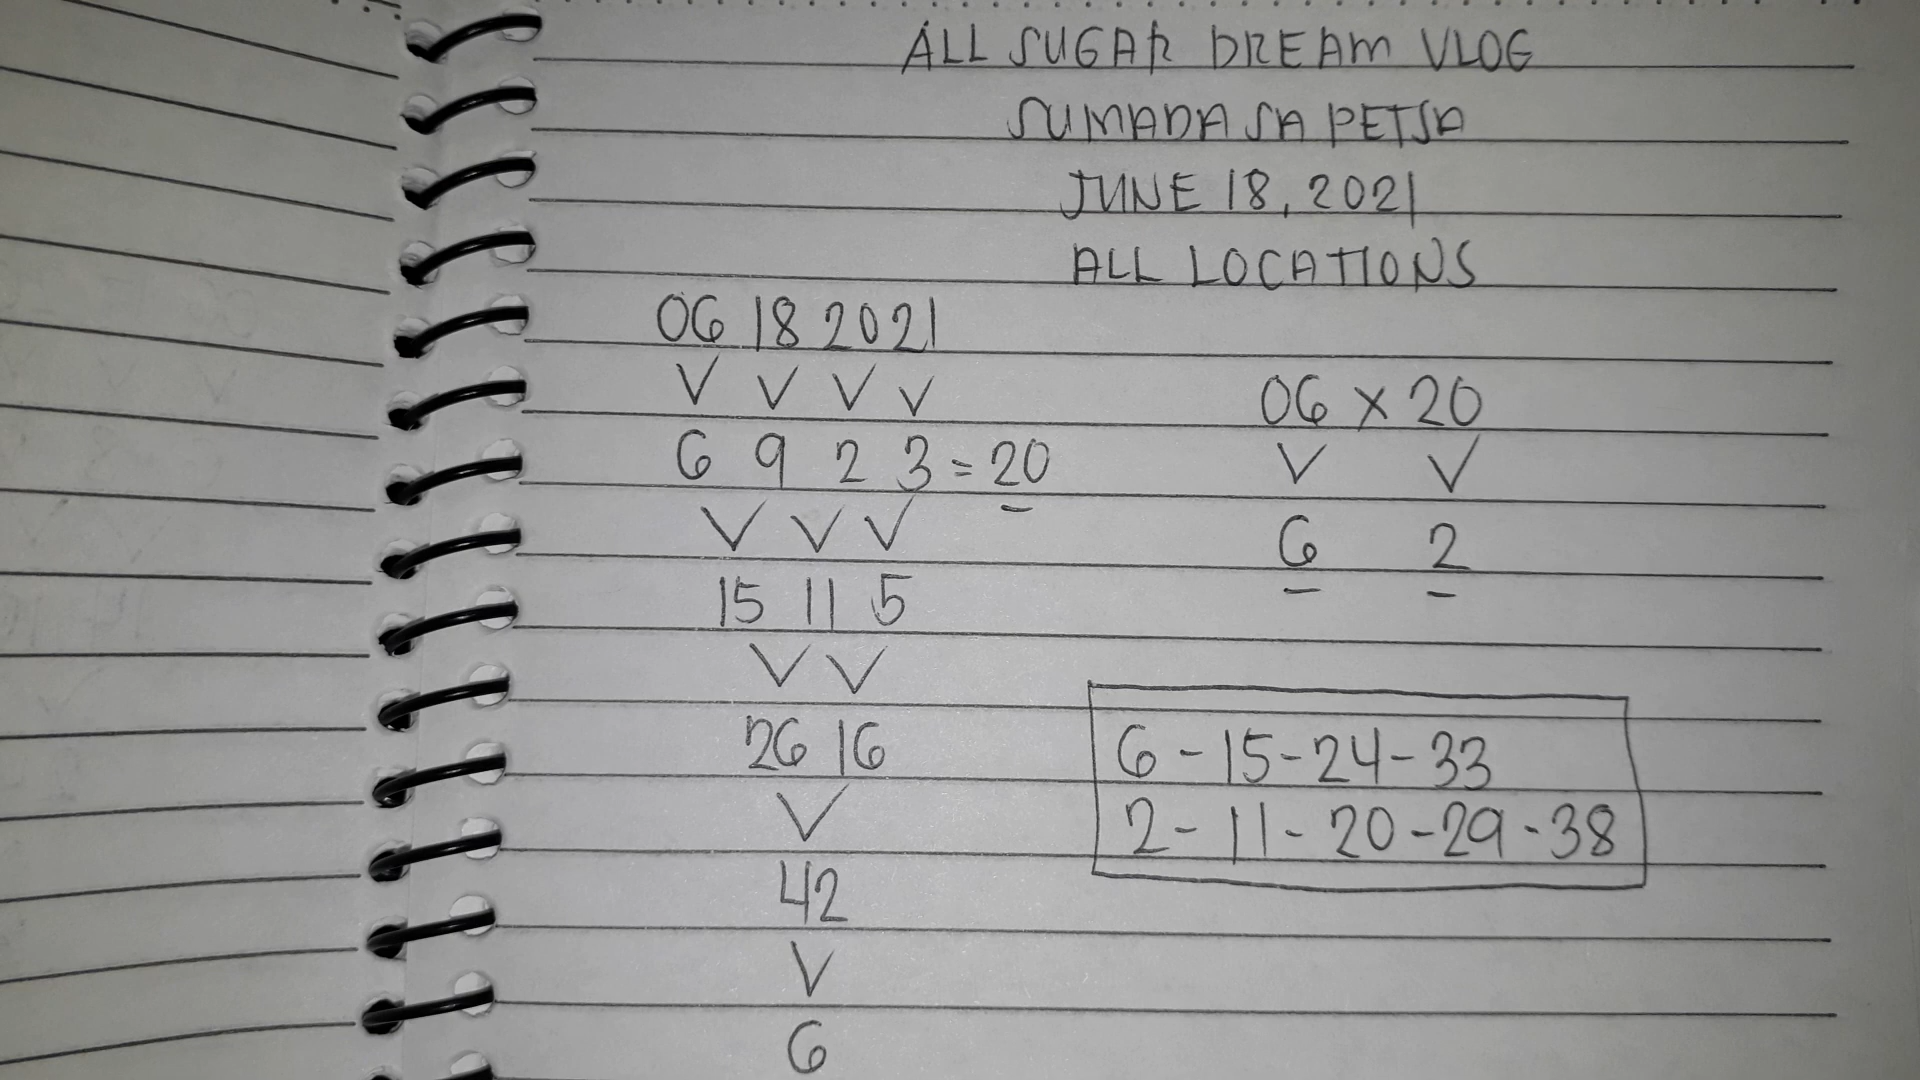 ALL SUGAR DREAM VLOG
SUMADA SA PETSA
JUNE 18, 2021
ALL LOCATIONS
06 18 2021
V V V V
6 9 2 3 = 20
V V V
15 11 5
V V
26 16
V
42
V
6
06 x 20
V V
6 2
6 - 15 - 24 - 33
2 - 11 - 20 - 29 - 38